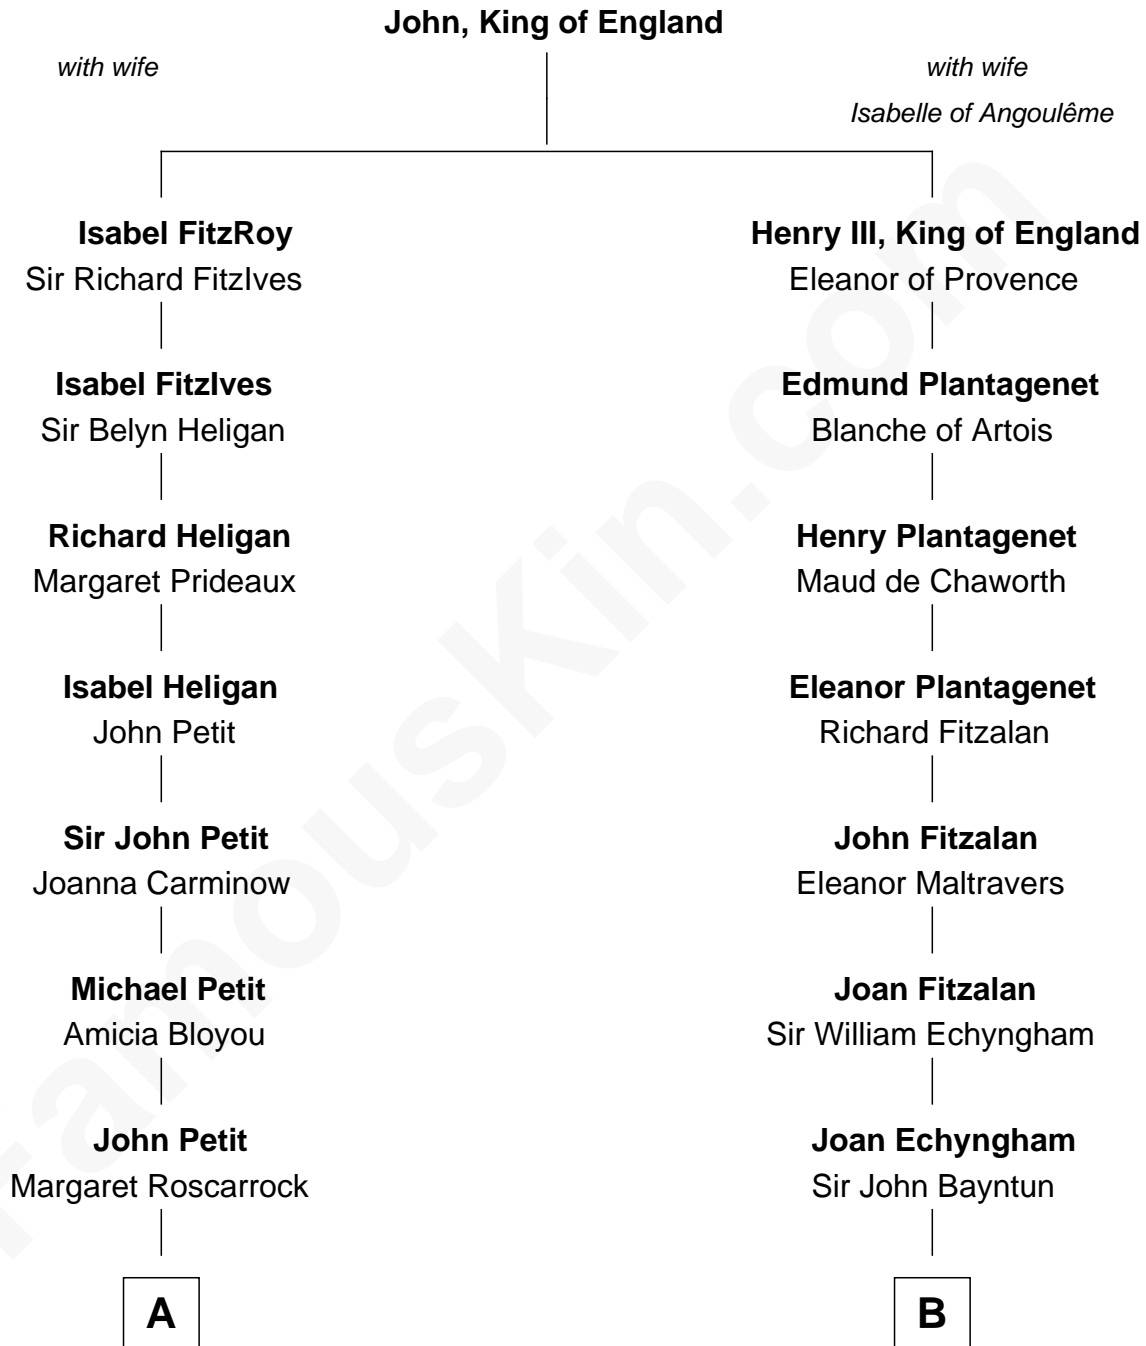 John, King of England
with wife
with wife
Isabelle of Angoulême
Isabel FitzRoy
Sir Richard FitzIves
Henry III, King of England
Eleanor of Provence
Isabel FitzIves
Sir Belyn Heligan
Edmund Plantagenet
Blanche of Artois
Richard Heligan
Margaret Prideaux
Henry Plantagenet
Maud de Chaworth
Isabel Heligan
John Petit
Eleanor Plantagenet
Richard Fitzalan
Sir John Petit
Joanna Carminow
John Fitzalan
Eleanor Maltravers
Michael Petit
Amicia Bloyou
Joan Fitzalan
Sir William Echyngham
John Petit
Margaret Roscarrock
Joan Echyngham
Sir John Bayntun
A
B
FamousKin.com